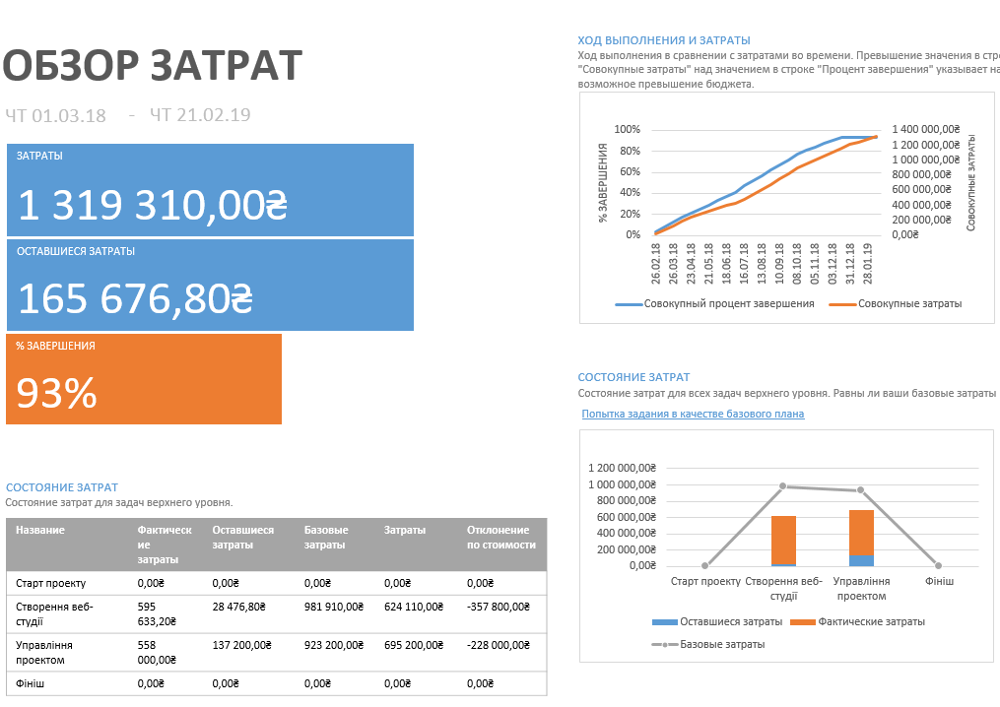 ОБЗОР ЗАТРАТ
ЧТ 01.03.18 - ЧТ 21.02.19
ЗАТРАТЫ
1 319 310,00₴
ОСТАВШИЕСЯ ЗАТРАТЫ
165 676,80₴
% ЗАВЕРШЕНИЯ
93%
СОСТОЯНИЕ ЗАТРАТ
Состояние затрат для задач верхнего уровня.
Название Фактические затраты Оставшиеся затраты Базовые затраты Затраты Отклонение по стоимости
Старт проекту 0,00₴ 0,00₴ 0,00₴ 0,00₴ 0,00₴
Створення веб-студії 595 633,20₴ 28 476,80₴ 981 910,00₴ 624 110,00₴ -357 800,00₴
Управління проектом 558 000,00₴ 137 200,00₴ 923 200,00₴ 695 200,00₴ -228 000,00₴
Фініш 0,00₴ 0,00₴ 0,00₴ 0,00₴ 0,00₴
ХОД ВЫПОЛНЕНИЯ И ЗАТРАТЫ
Ход выполнения в сравнении с затратами во времени. Превышение значения в стро
"Совокупные затраты" над значением в строке "Процент завершения" указывает на
возможное превышение бюджета.
% ЗАВЕРШЕНИЯ
100%
80%
60%
40%
20%
0%
1 400 000,00₴
1 200 000,00₴
1 000 000,00₴
800 000,00₴
600 000,00₴
400 000,00₴
200 000,00₴
0,00₴
СОВОКУПНЫЕ ЗАТРАТЫ
26.02.18 26.03.18 23.04.18 21.05.18 18.06.18 16.07.18 13.08.18 10.09.18 08.10.18 05.11.18 03.12.18 31.12.18 28.01.19
Совокупный процент завершения Совокупные затраты
СОСТОЯНИЕ ЗАТРАТ
Состояние затрат для всех задач верхнего уровня. Равны ли ваши базовые затраты
Попытка задания в качестве базового плана
1 200 000,00₴
1 000 000,00₴
800 000,00₴
600 000,00₴
400 000,00₴
200 000,00₴
0,00₴
Старт проекту Створення веб-студії Управління проектом Фініш
Оставшиеся затраты Фактические затраты
Базовые затраты